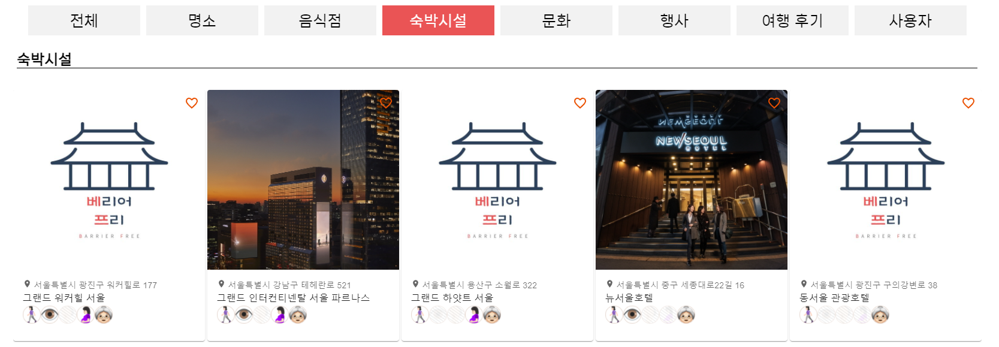 전체
명소
음식점
숙박시설
문화
행사
여행 후기
사용자
숙박시설
베리어
프리
BARRIER FREE
서울특별시 광진구 워커힐로 177
그랜드 워커힐 서울
서울특별시 강남구 테헤란로 521
그랜드 인터컨티넨탈 서울 파르나스
베리어
프리
BARRIER FREE
서울특별시 용산구 소월로 322
그랜드 하얏트 서울
NEWSEOUL
HOTEL
서울특별시 중구 세종대로22길 16
뉴서울호텔
베리어
프리
BARRIER FREE
서울특별시 광진구 구의강변로 38
동서울 관광호텔